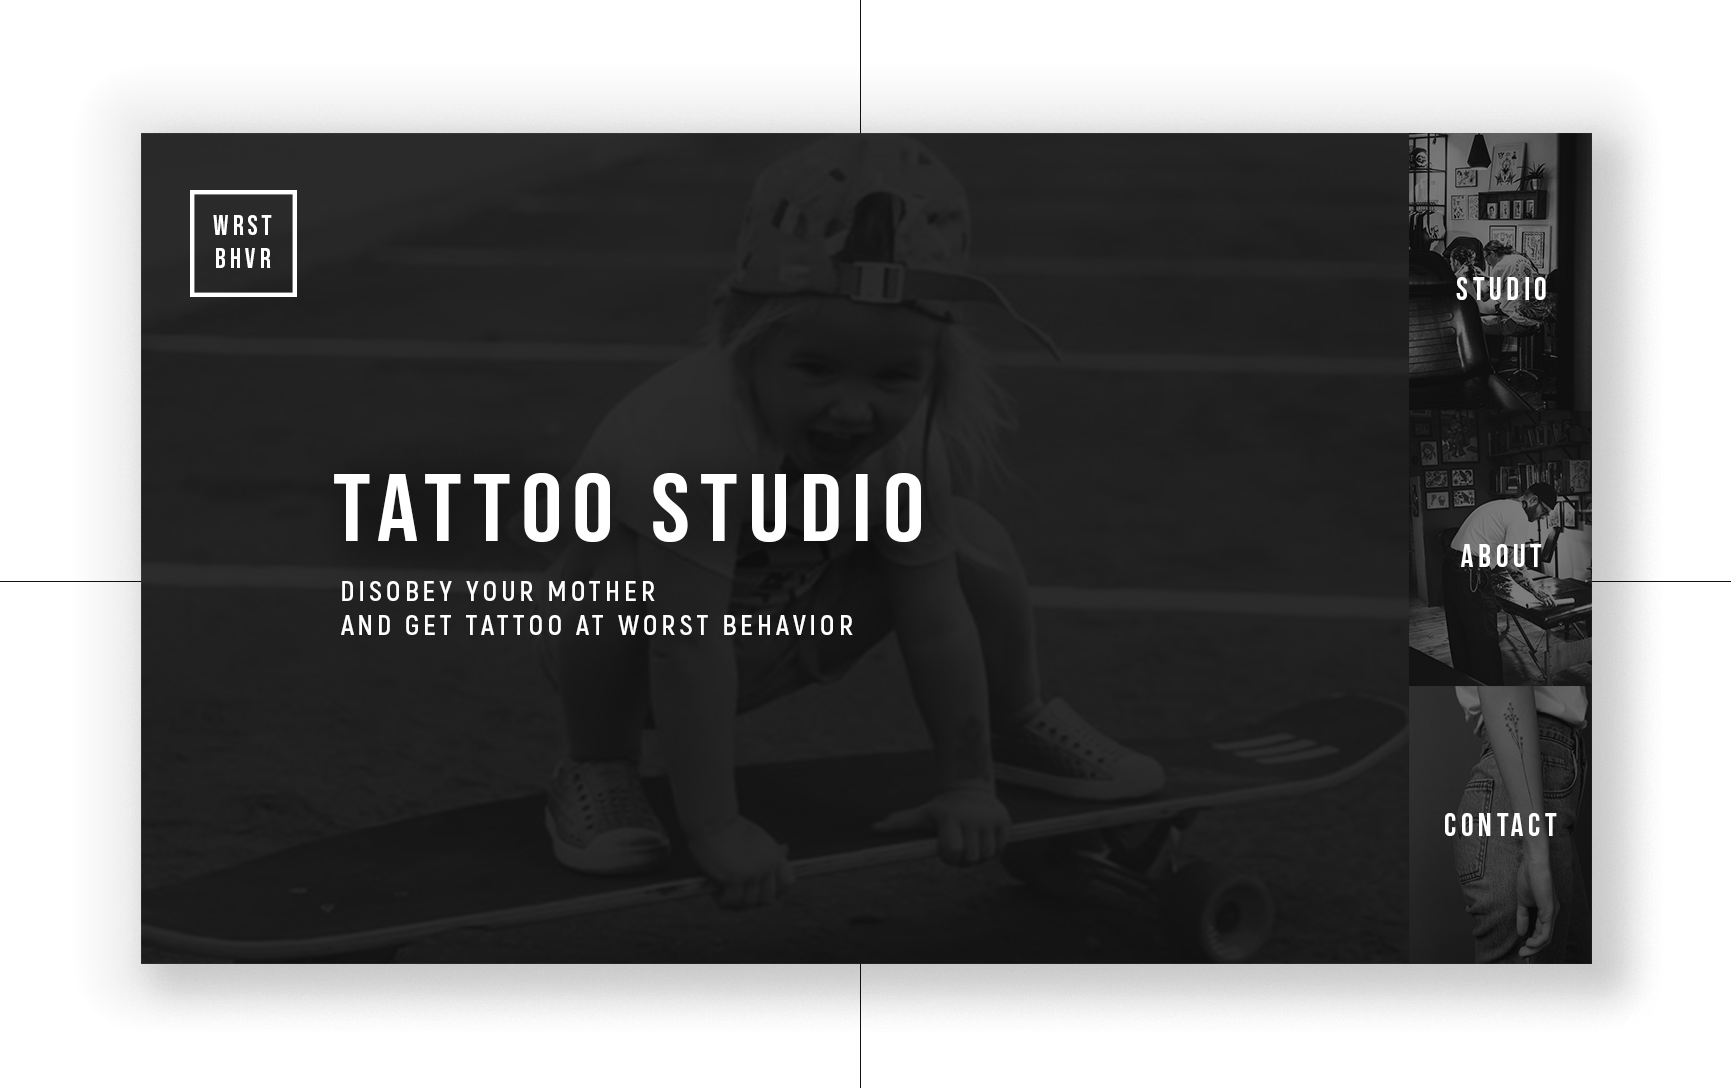 WRST
BHVR
TATTOO STUDIO
DISOBEY YOUR MOTHER
AND GET TATTOO AT WORST BEHAVIOR
STUDIO
ABOUT
CONTACT